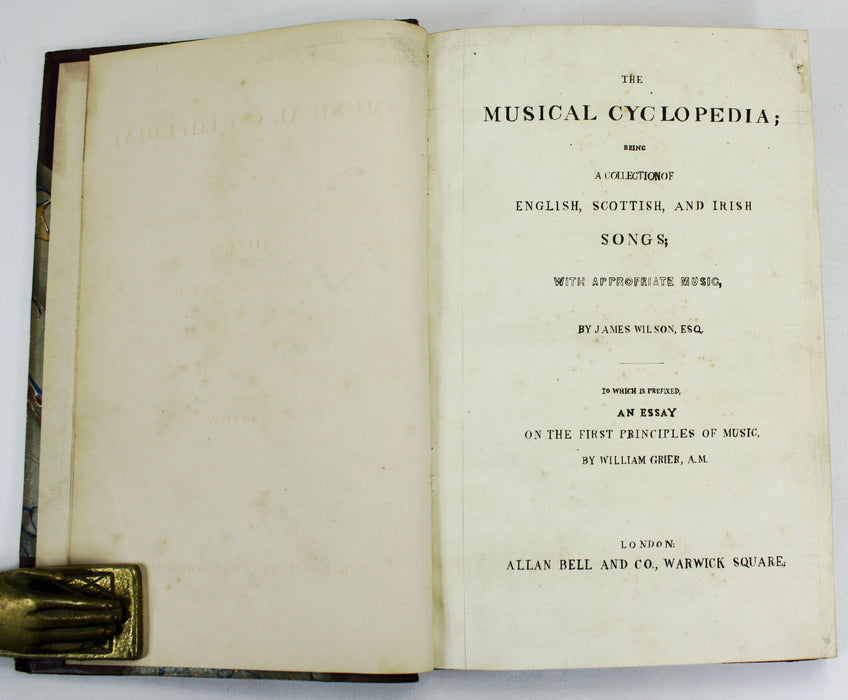 THE
MUSICAL CYCLOPEDIA;
BEING
A COLLECTION OF
ENGLISH, SCOTTISH, AND IRISH
SONGS;
WITH APPROPRIATE MUSIC,
BY JAMES WILSON, ESQ.
TO WHICH IS PREFIXED,
AN ESSAY
ON THE FIRST PRINCIPLES OF MUSIC,
BY WILLIAM GRIER, A.M.
LONDON:
ALLAN BELL AND CO., WARWICK SQUARE;